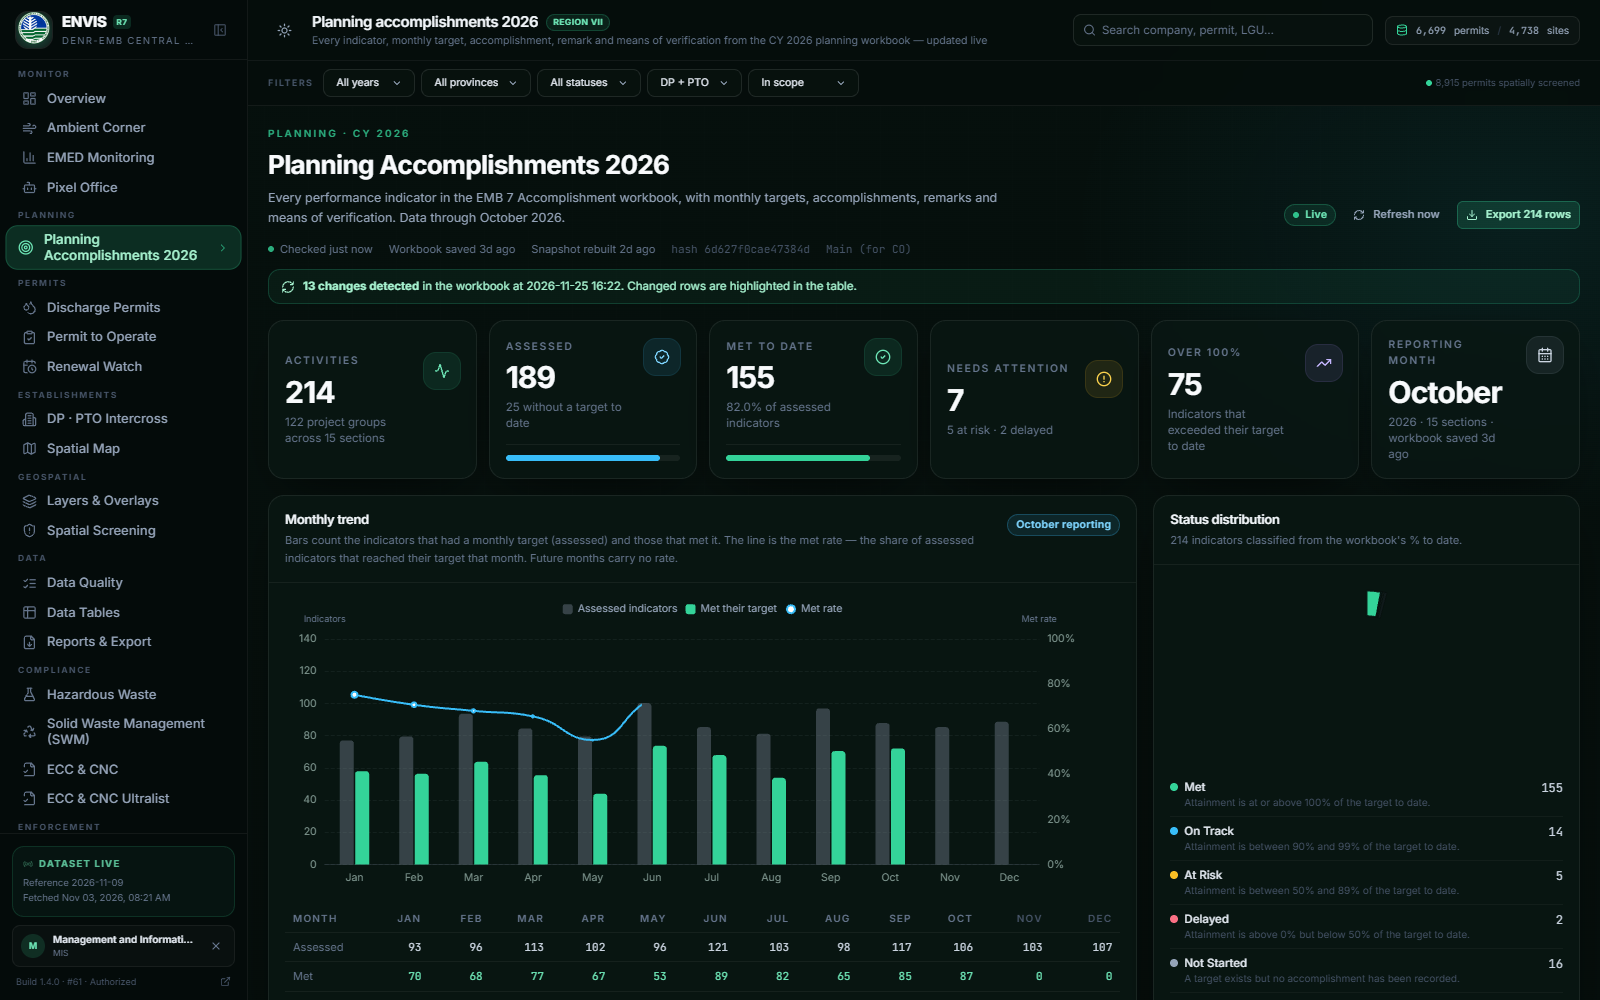 ENVIS R7
DENR-EMB CENTRAL ...
MONITOR
Overview
Ambient Corner
EMED Monitoring
Pixel Office
PLANNING
Planning
Accomplishments 2026
PERMITS
Discharge Permits
Permit to Operate
Renewal Watch
ESTABLISHMENTS
DP · PTO Intercross
Spatial Map
GEOSPATIAL
Layers & Overlays
Spatial Screening
DATA
Data Quality
Data Tables
Reports & Export
COMPLIANCE
Hazardous Waste
Solid Waste Management
(SWM)
ECC & CNC
ECC & CNC Ultralist
ENFORCEMENT
DATASET LIVE
Reference 2026-11-09
Fetched Nov 03, 2026, 08:21 AM
M
Management and Informati...
MIS
Build 1.4.0 · #61 · Authorized
Planning accomplishments 2026 REGION VII
Every indicator, monthly target, accomplishment, remark and means of verification from the CY 2026 planning workbook — updated live
Search company, permit, LGU...
6,699 permits / 4,738 sites
FILTERS All years All provinces All statuses DP + PTO In scope
8,915 permits spatially screened
PLANNING · CY 2026
Planning Accomplishments 2026
Every performance indicator in the EMB 7 Accomplishment workbook, with monthly targets, accomplishments, remarks and
means of verification. Data through October 2026.
Live Refresh now Export 214 rows
Checked just now Workbook saved 3d ago Snapshot rebuilt 2d ago hash 6d627f0cae47384d Main (for CO)
13 changes detected in the workbook at 2026-11-25 16:22. Changed rows are highlighted in the table.
ACTIVITIES
214
122 project groups
across 15 sections
ASSESSED
189
25 without a target to
date
MET TO DATE
155
82.0% of assessed
indicators
NEEDS ATTENTION
7
5 at risk · 2 delayed
OVER 100%
75
Indicators that
exceeded their target
to date
REPORTING
MONTH
October
2026 · 15 sections ·
workbook saved 3d
ago
Monthly trend
Bars count the indicators that had a monthly target (assessed) and those that met it. The line is the met rate — the share of assessed
indicators that reached their target that month. Future months carry no rate.
October reporting
Assessed indicators Met their target Met rate
Indicators
Met rate
140 100%
120
80%
100
80
60%
60
40%
40
20%
20
0 0%
Jan Feb Mar Apr May Jun Jul Aug Sep Oct Nov Dec
MONTH JAN FEB MAR APR MAY JUN JUL AUG SEP OCT NOV DEC
Assessed 93 96 113 102 96 121 103 98 117 106 103 107
Met 70 68 77 67 53 89 82 65 85 87 0 0
Status distribution
214 indicators classified from the workbook's % to date.
Met 155
Attainment is at or above 100% of the target to date.
On Track 14
Attainment is between 90% and 99% of the target to date.
At Risk 5
Attainment is between 50% and 89% of the target to date.
Delayed 2
Attainment is above 0% but below 50% of the target to date.
Not Started 16
A target exists but no accomplishment has been recorded.